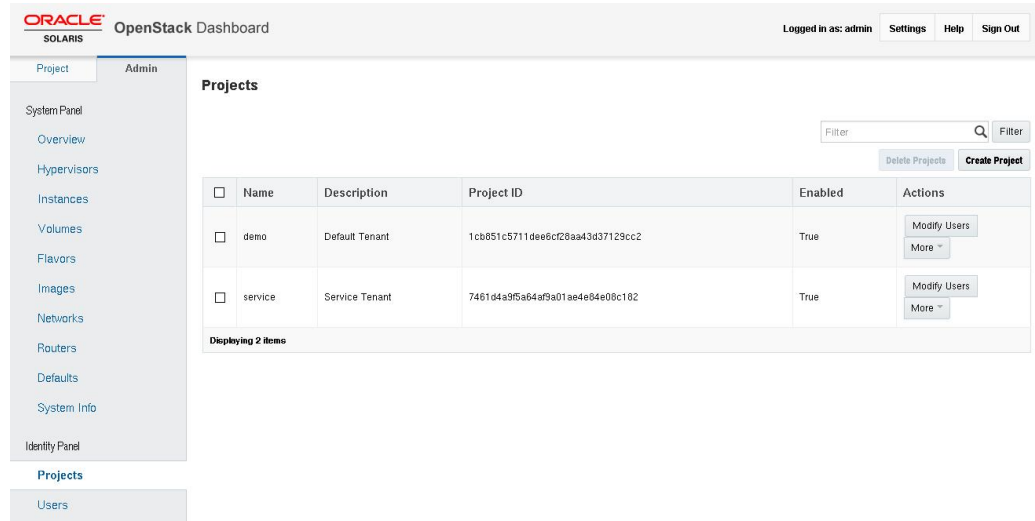 ORACLE
SOLARIS
OpenStack Dashboard
Logged in as: admin
Settings
Help
Sign Out
Project
Admin
System Panel
Overview
Hypervisors
Instances
Volumes
Flavors
Images
Networks
Routers
Defaults
System Info
Identity Panel
Projects
Users
Projects
Filter
Filter
Delete Projects
Create Project
Name Description Project ID Enabled Actions
demo Default Tenant 1cb851c5711dee6cf28aa43d37129cc2 True Modify Users
More
service Service Tenant 7461d4a9f5a64af9a01ae4e84e08c182 True Modify Users
More
Displaying 2 items